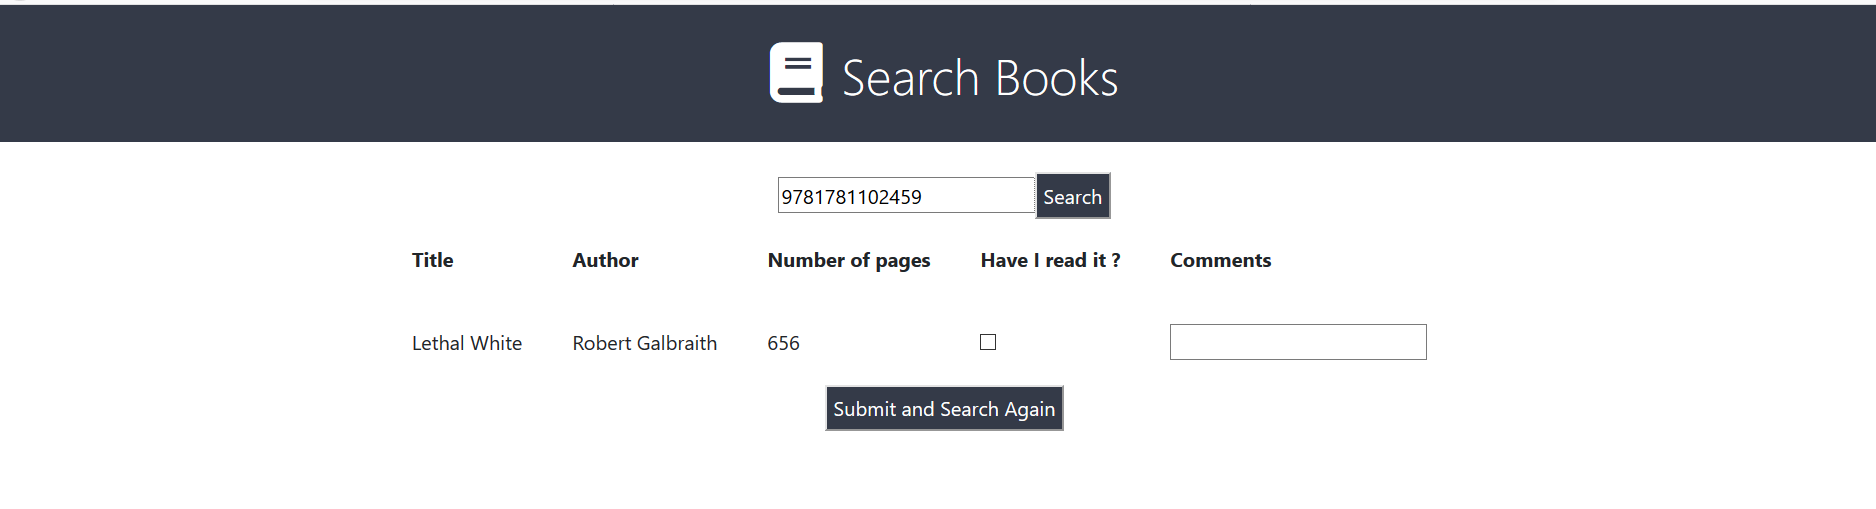 Search Books
9781781102459 Search
Title Author Number of pages Have I read it ? Comments
Lethal White Robert Galbraith 656
Submit and Search Again